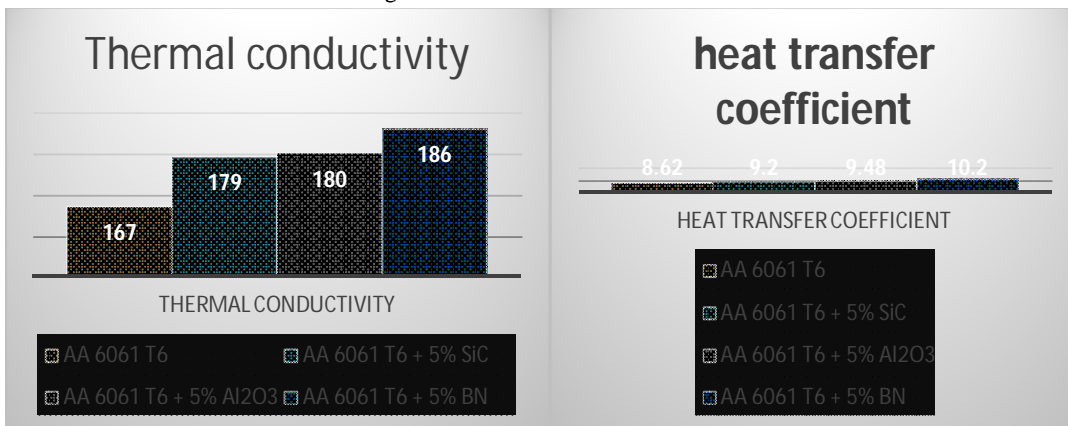 Thermal conductivity
167
179
180
186
THERMAL CONDUCTIVITY
AA 6061 T6
AA 6061 T6 + 5% SiC
AA 6061 T6 + 5% Al2O3
AA 6061 T6 + 5% BN
heat transfer
coefficient
8.62
9.2
9.48
10.2
HEAT TRANSFER COEFFICIENT
AA 6061 T6
AA 6061 T6 + 5% SiC
AA 6061 T6 + 5% Al2O3
AA 6061 T6 + 5% BN